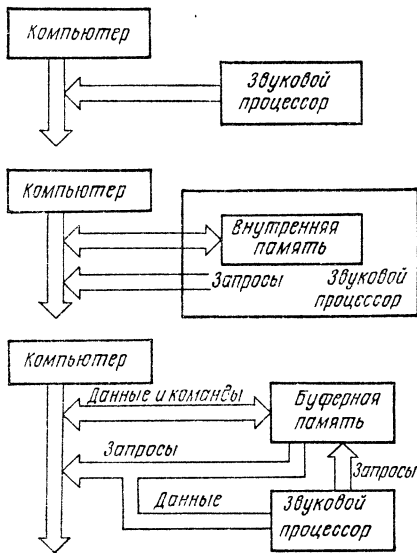 Компьютер
Звуковой
процессор
Компьютер
Внутренняя
память
Запросы
Звуковой
процессор
Компьютер
Данные и команды
Буферная
память
Запросы
Запросы
Данные
Звуковой
процессор